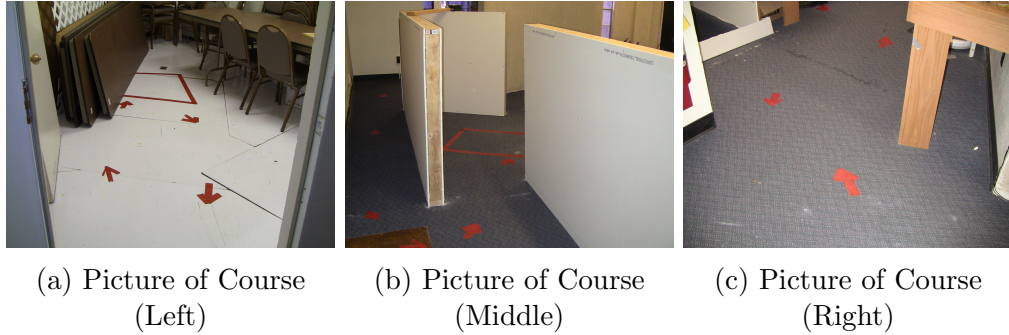 (a) Picture of Course
(Left)
(b) Picture of Course
(Middle)
(c) Picture of Course
(Right)